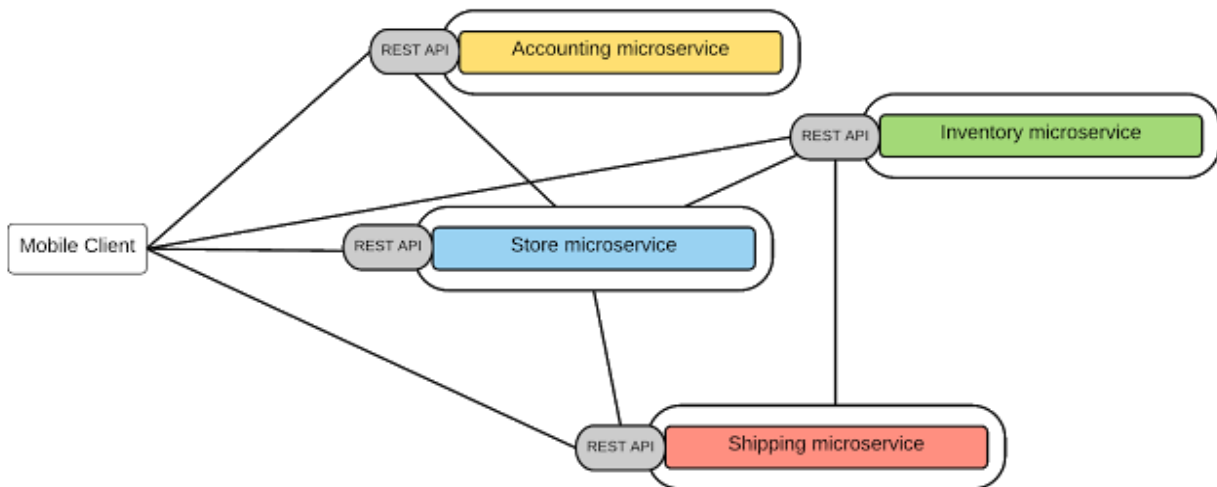 REST API
Accounting microservice
REST API
Inventory microservice
Mobile Client
REST API
Store microservice
REST API
Shipping microservice